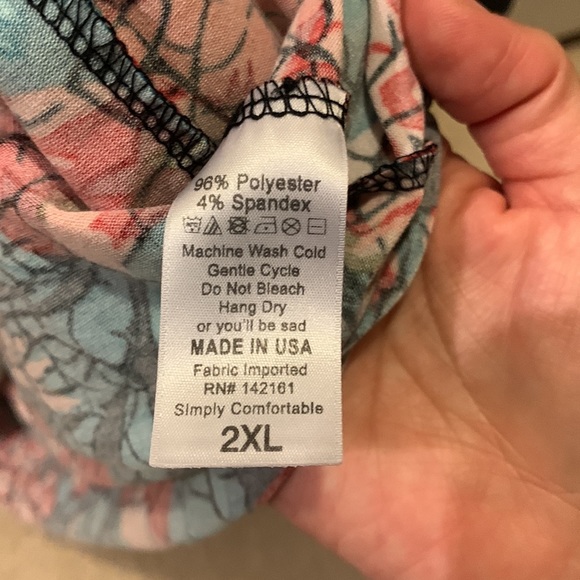 96% Polyester
4% Spandex
Machine Wash Cold
Gentle Cycle
Do Not Bleach
Hang Dry
or you'll be sad
MADE IN USA
Fabric Imported
RN# 142161
Simply Comfortable
2XL